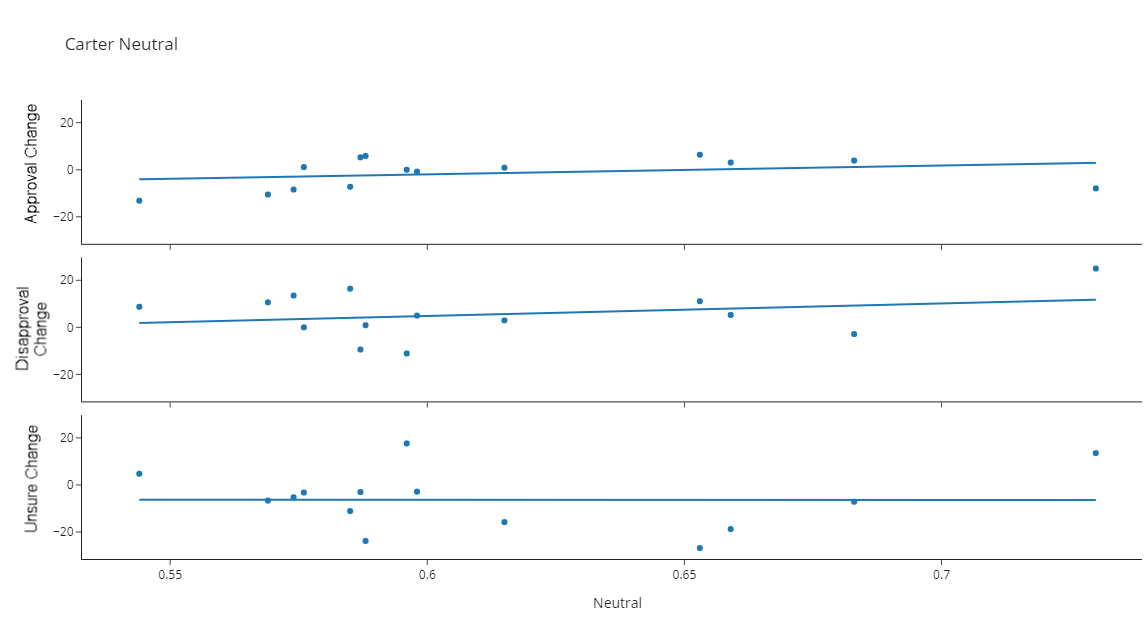 Carter Neutral
Approval Change
20
0
−20
Disapproval
Change
20
0
−20
Unsure Change
20
0
−20
0.55
0.6
0.65
0.7
Neutral